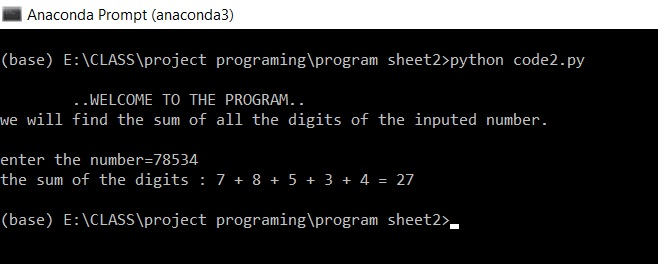 Anaconda Prompt (anaconda3)
(base) E:\CLASS\project programing\program sheet2>python code2.py
..WELCOME TO THE PROGRAM..
we will find the sum of all the digits of the inputed number.
enter the number=78534
the sum of the digits : 7 + 8 + 5 + 3 + 4 = 27
(base) E:\CLASS\project programing\program sheet2>